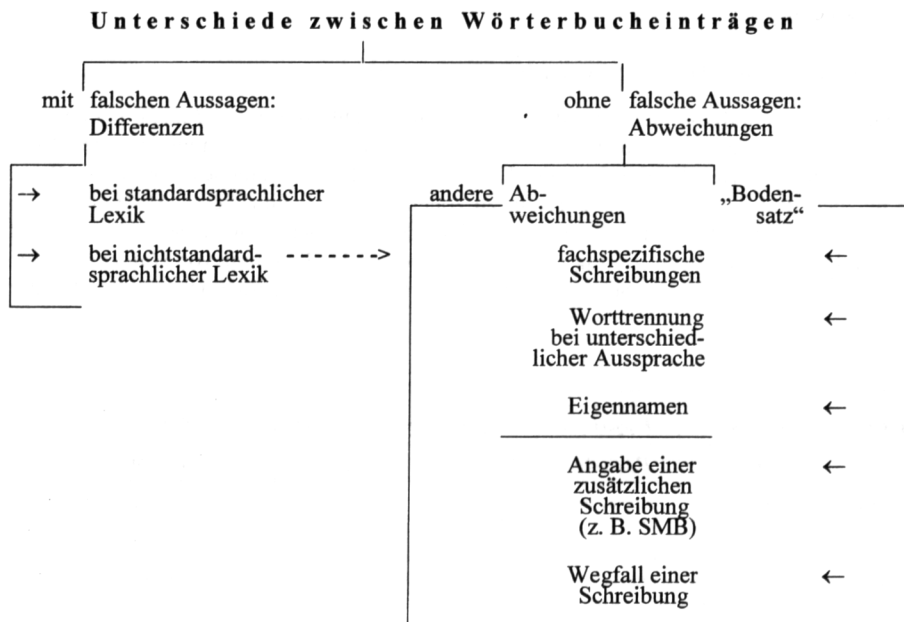 Unterschiede zwischen Wörterbucheinträgen
mit falschen Aussagen:
Differenzen
ohne falsche Aussagen:
Abweichungen
→ bei standardsprachlicher
Lexik
→ bei nichtstandard-
sprachlicher Lexik - - - - - - ->
andere Ab-
weichungen
„Boden-
satz“
fachspezifische ←
Schreibungen
Worttrennung ←
bei unterschied-
licher Aussprache
Eigennamen ←
Angabe einer ←
zusätzlichen
Schreibung
(z. B. SMB)
Wegfall einer ←
Schreibung